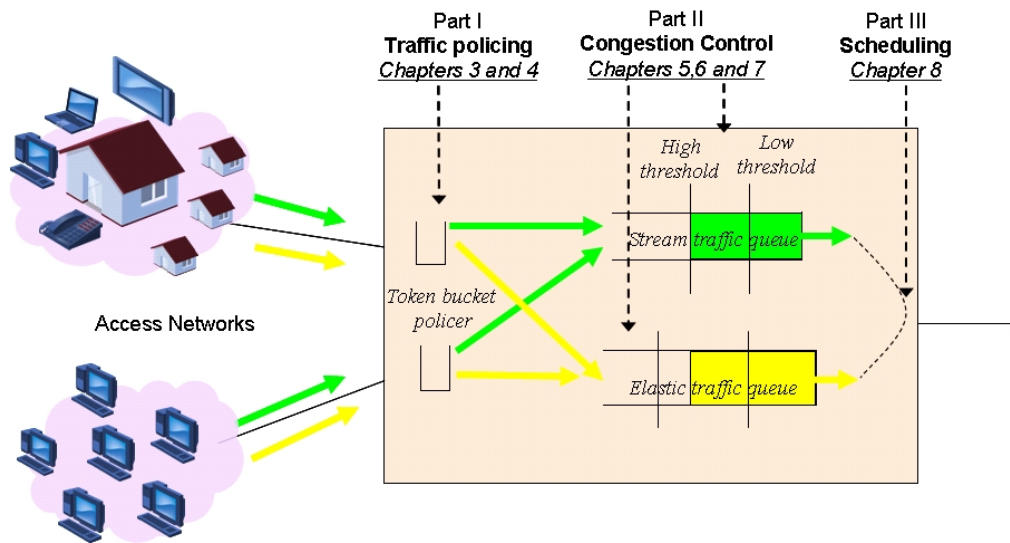 Part I
Traffic policing
Chapters 3 and 4
Part II
Congestion Control
Chapters 5,6 and 7
Part III
Scheduling
Chapter 8
High
threshold
Low
threshold
Stream traffic queue
Token bucket
policer
Access Networks
Elastic traffic queue